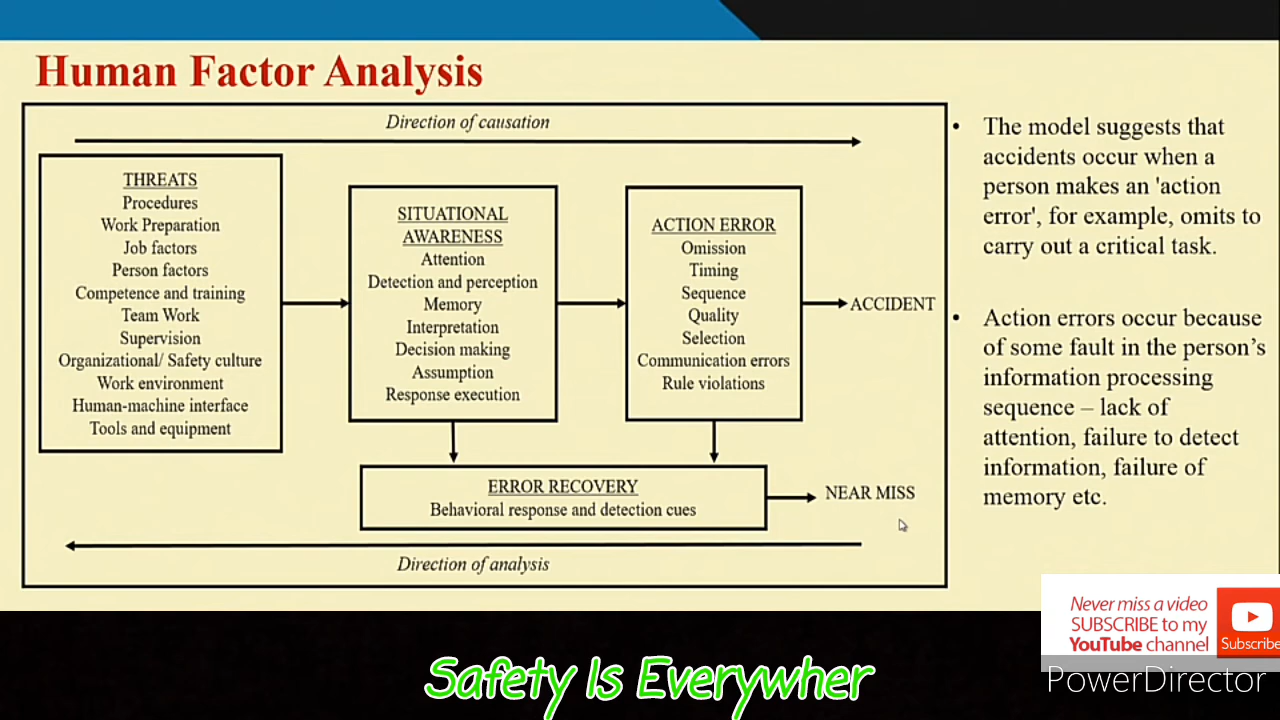 Human Factor Analysis
Direction of causation
THREATS
Procedures
Work Preparation
Job factors
Person factors
Competence and training
Team Work
Supervision
Organizational/ Safety culture
Work environment
Human-machine interface
Tools and equipment
SITUATIONAL
AWARENESS
Attention
Detection and perception
Memory
Interpretation
Decision making
Assumption
Response execution
ACTION ERROR
Omission
Timing
Sequence
Quality
Selection
Communication errors
Rule violations
ACCIDENT
ERROR RECOVERY
Behavioral response and detection cues
NEAR MISS
Direction of analysis
• The model suggests that
accidents occur when a
person makes an 'action
error', for example, omits to
carry out a critical task.
• Action errors occur because
of some fault in the person’s
information processing
sequence – lack of
attention, failure to detect
information, failure of
memory etc.
Never miss a video
SUBSCRIBE to my
YouTube channel
Subscribe
PowerDirector
Safety Is Everywher